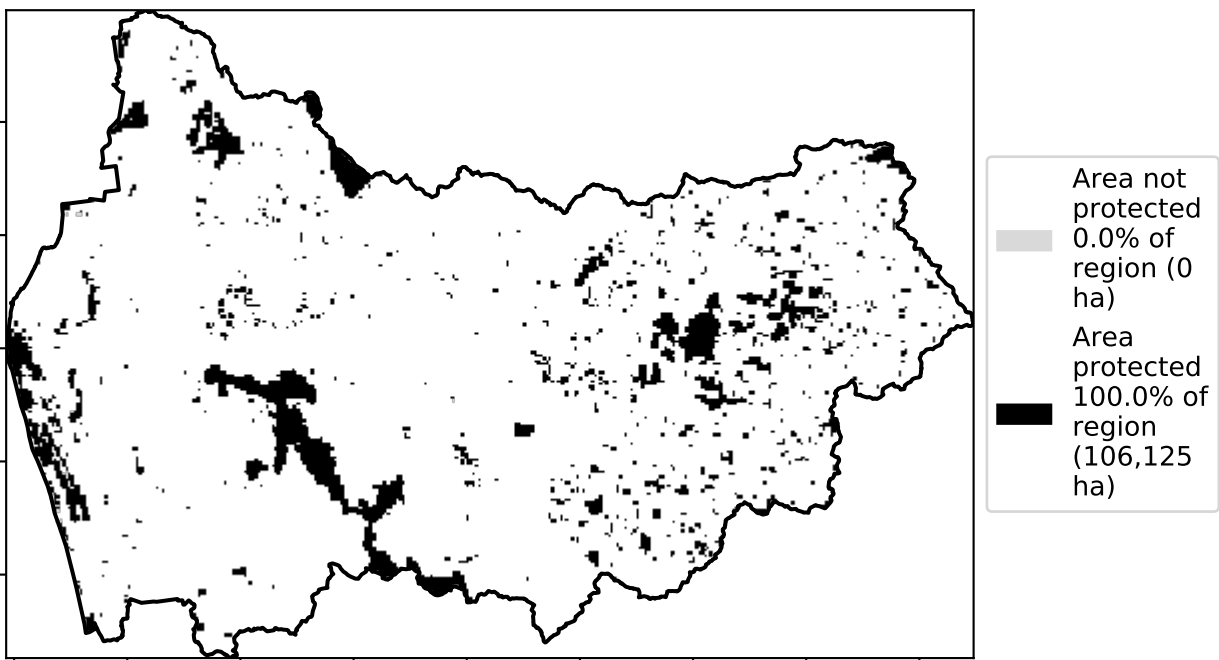 Area not
protected
0.0% of
region (0
ha)
Area
protected
100.0% of
region
(106,125
ha)